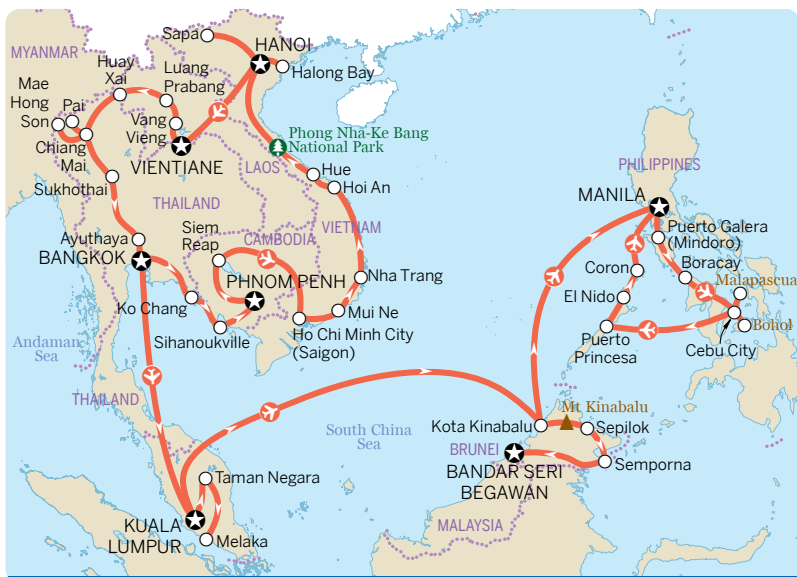 Sapa
HANOI
Halong Bay
MYANMAR
Huay
Xai
Luang
Prabang
Mae
Hong
Son
Pai
Vang
Vieng
Phong Nha-Ke Bang
National Park
Chiang
Mai
VIENTIANE
LAOS
Hue
Hoi An
Sukhothai
THAILAND
PHILIPPINES
MANILA
Siem
Reap
CAMBODIA
VIETNAM
Ayuthaya
BANGKOK
Puerto Galera
(Mindoro)
Boracay
PHNOM PENH
Nha Trang
Coron
Malapascua
Ko Chang
El Nido
Mui Ne
Bohol
Sihanoukville
Ho Chi Minh City
(Saigon)
Puerto
Princesa
Cebu City
Andaman
Sea
THAILAND
Mt Kinabalu
South China
Sea
Kota Kinabalu
Sepilok
BRUNEI
BANDAR SERI
BEGAWAN
Semporna
Taman Negara
KUALA
LUMPUR
Melaka
MALAYSIA